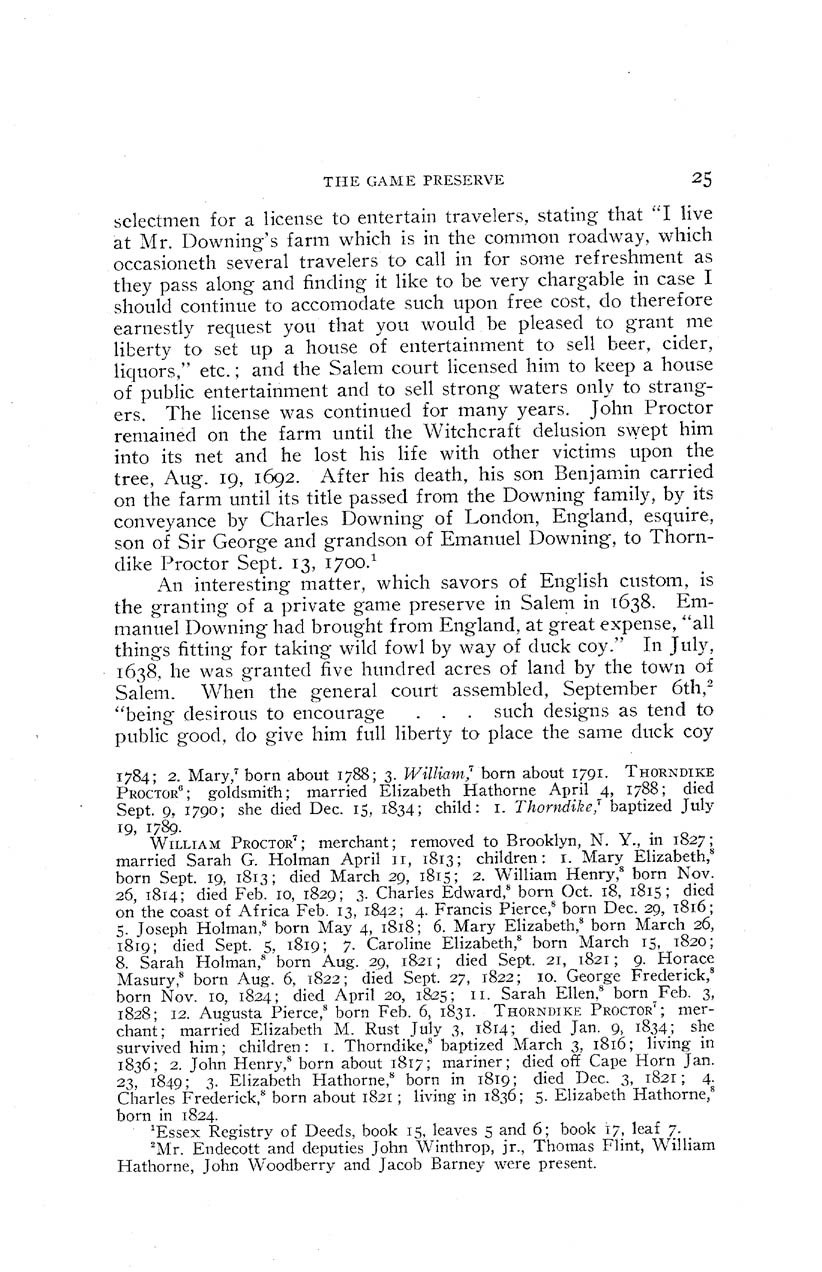 THE GAME PRESERVE 25
selectmen for a license to entertain travelers, stating that “I live
at Mr. Downing’s farm which is in the common roadway, which
occasioneth several travelers to call in for some refreshment as
they pass along and finding it like to be very chargable in case I
should continue to accomodate such upon free cost, do therefore
earnestly request you that you would be pleased to grant me
liberty to set up a house of entertainment to sell beer, cider,
liquors,” etc.; and the Salem court licensed him to keep a house
of public entertainment and to sell strong waters only to strang-
ers. The license was continued for many years. John Proctor
remained on the farm until the Witchcraft delusion swept him
into its net and he lost his life with other victims upon the
tree, Aug. 19, 1692. After his death, his son Benjamin carried
on the farm until its title passed from the Downing family, by its
conveyance by Charles Downing of London, England, esquire,
son of Sir George and grandson of Emanuel Downing, to Thorn-
dike Proctor Sept. 13, 1700.¹
An interesting matter, which savors of English custom, is
the granting of a private game preserve in Salem in 1638. Em-
manuel Downing had brought from England, at great expense, “all
things fitting for taking wild fowl by way of duck coy.” In July,
1638, he was granted five hundred acres of land by the town of
Salem. When the general court assembled, September 6th,²
“being desirous to encourage . . . such designs as tend to
public good, do give him full liberty to place the same duck coy
1784; 2. Mary,⁷ born about 1788; 3. William,⁷ born about 1791. THORNDIKE
PROCTOR⁶; goldsmith; married Elizabeth Hathorne April 4, 1788; died
Sept. 9, 1790; she died Dec. 15, 1834; child: 1. Thorndike,⁷ baptized July
19, 1789.
WILLIAM PROCTOR⁷; merchant; removed to Brooklyn, N. Y., in 1827;
married Sarah G. Holman April 11, 1813; children: 1. Mary Elizabeth,⁸
born Sept. 19, 1813; died March 29, 1815; 2. William Henry,⁸ born Nov.
26, 1814; died Feb. 10, 1829; 3. Charles Edward,⁸ born Oct. 18, 1815; died
on the coast of Africa Feb. 13, 1842; 4. Francis Pierce,⁸ born Dec. 29, 1816;
5. Joseph Holman,⁸ born May 4, 1818; 6. Mary Elizabeth,⁸ born March 26,
1819; died Sept. 5, 1819; 7. Caroline Elizabeth,⁸ born March 15, 1820;
8. Sarah Holman,⁸ born Aug. 29, 1821; died Sept. 21, 1821; 9. Horace
Masury,⁸ born Aug. 6, 1822; died Sept. 27, 1822; 10. George Frederick,⁸
born Nov. 10, 1824; died April 20, 1825; 11. Sarah Ellen,⁸ born Feb. 3,
1828; 12. Augusta Pierce,⁸ born Feb. 6, 1831. THORNDIKE PROCTOR⁷; mer-
chant; married Elizabeth M. Rust July 3, 1814; died Jan. 9, 1834; she
survived him; children: 1. Thorndike,⁸ baptized March 3, 1816; living in
1836; 2. John Henry,⁸ born about 1817; mariner; died off Cape Horn Jan.
23, 1849; 3. Elizabeth Hathorne,⁸ born in 1819; died Dec. 3, 1821; 4.
Charles Frederick,⁸ born about 1821; living in 1836; 5. Elizabeth Hathorne,⁸
born in 1824.
¹Essex Registry of Deeds, book 15, leaves 5 and 6; book 17, leaf 7.
²Mr. Endecott and deputies John Winthrop, jr., Thomas Flint, William
Hathorne, John Woodberry and Jacob Barney were present.